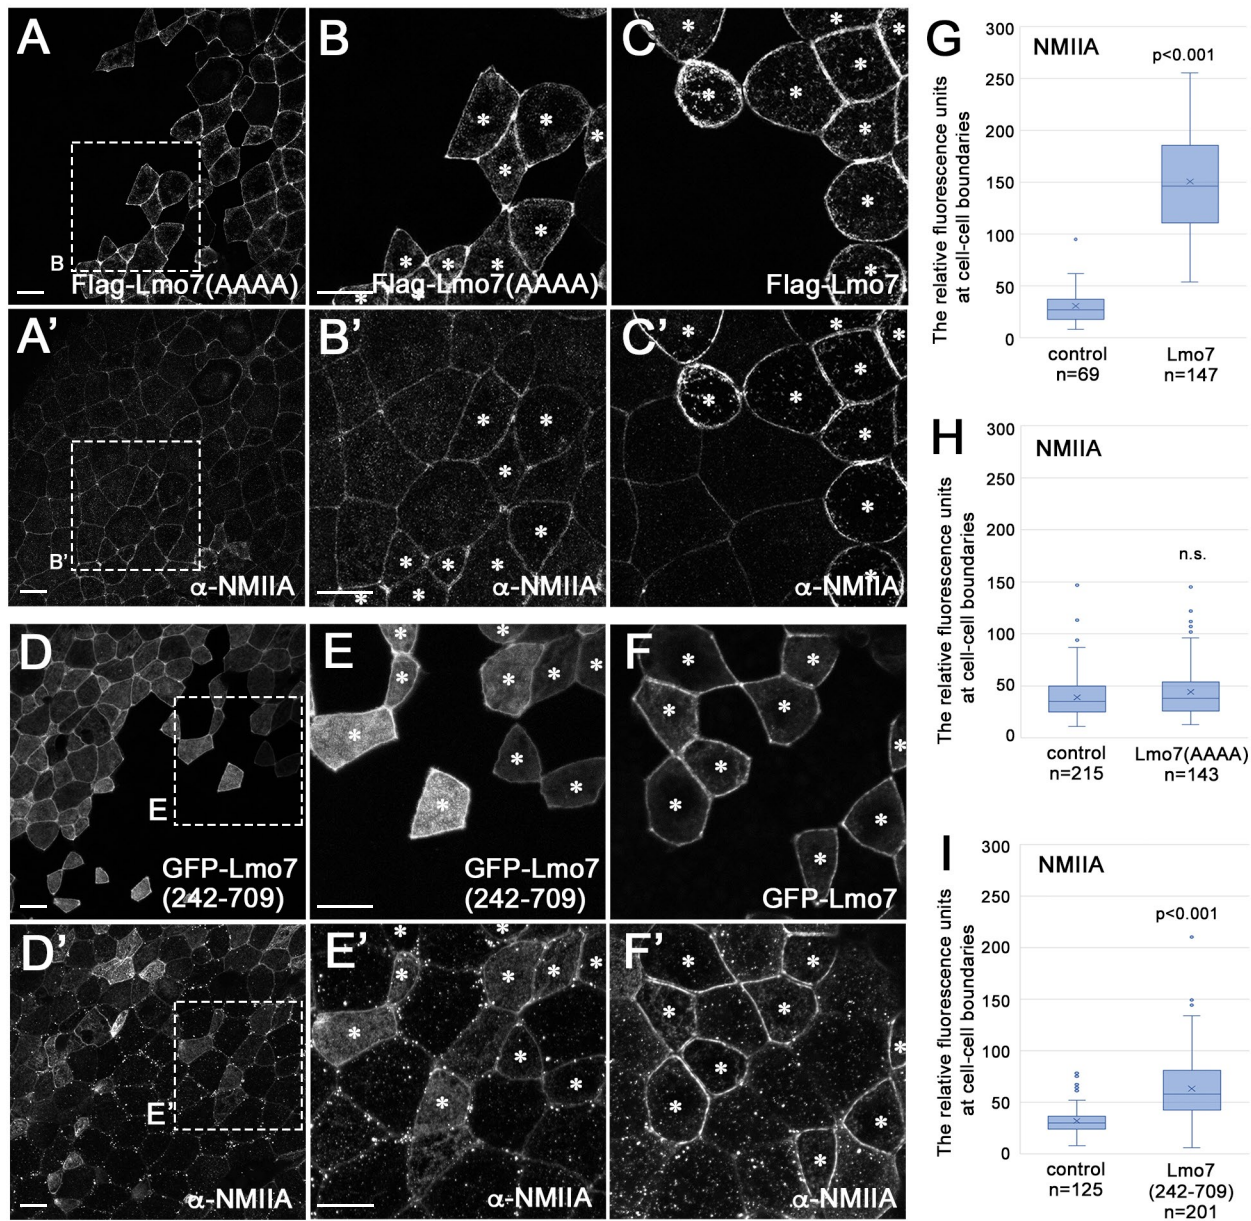 A
B
Flag-Lmo7(AAAA)
B
Flag-Lmo7(AAAA)
C
Flag-Lmo7
A’
B’
α-NMIIA
B’
α-NMIIA
C’
α-NMIIA
D
E
GFP-Lmo7
(242-709)
E
GFP-Lmo7
(242-709)
F
GFP-Lmo7
D’
E’
α-NMIIA
E’
α-NMIIA
F’
α-NMIIA
G
NMIIA
The relative fluorescence units
at cell-cell boundaries
300
250
200
150
100
50
0
p<0.001
control
n=69
Lmo7
n=147
H
NMIIA
The relative fluorescence units
at cell-cell boundaries
300
250
200
150
100
50
0
n.s.
control
n=215
Lmo7(AAAA)
n=143
I
NMIIA
The relative fluorescence units
at cell-cell boundaries
300
250
200
150
100
50
0
p<0.001
control
n=125
Lmo7
(242-709)
n=201